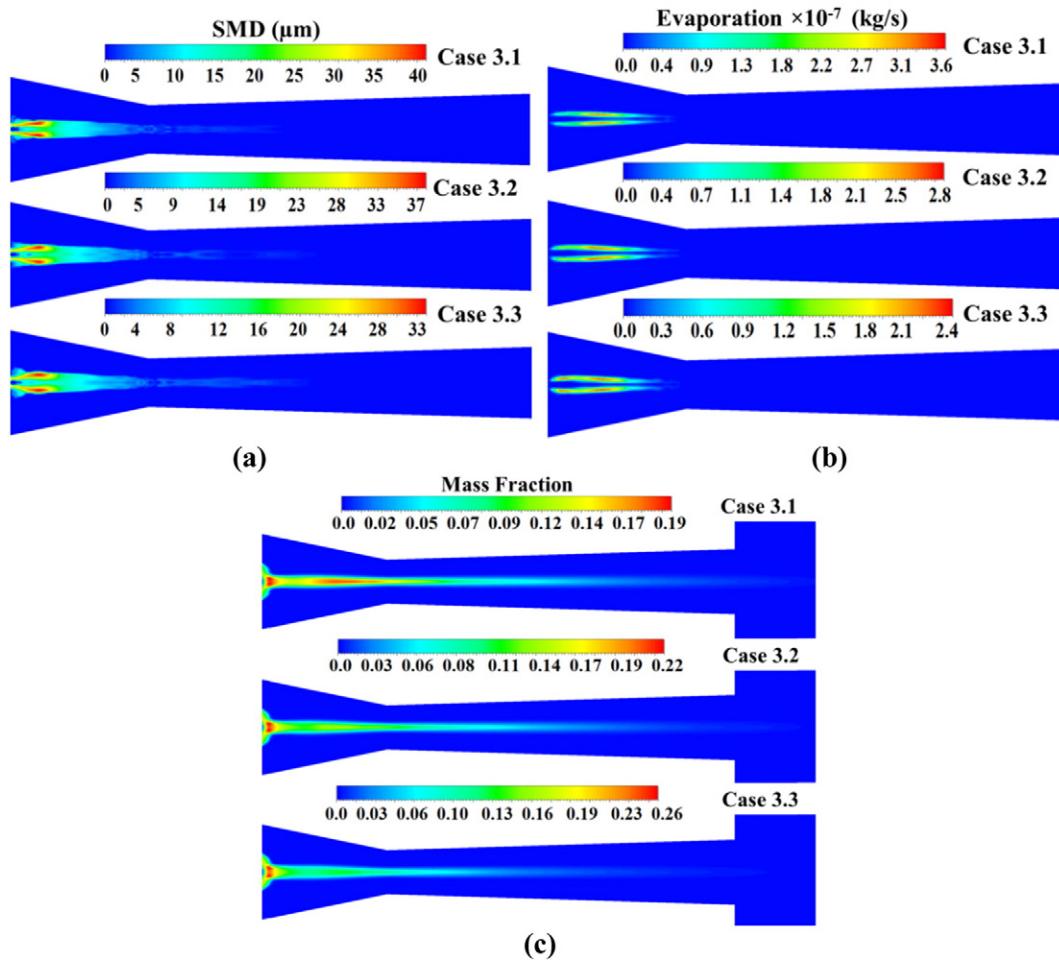 SMD (µm)
Case 3.1
0 5 10 15 20 25 30 35 40
Case 3.2
0 5 9 14 19 23 28 33 37
Case 3.3
0 4 8 12 16 20 24 28 33
(a)
Evaporation ×10⁻⁷ (kg/s)
Case 3.1
0.0 0.4 0.9 1.3 1.8 2.2 2.7 3.1 3.6
Case 3.2
0.0 0.4 0.7 1.1 1.4 1.8 2.1 2.5 2.8
Case 3.3
0.0 0.3 0.6 0.9 1.2 1.5 1.8 2.1 2.4
(b)
Mass Fraction
Case 3.1
0.0 0.02 0.05 0.07 0.09 0.12 0.14 0.17 0.19
Case 3.2
0.0 0.03 0.06 0.08 0.11 0.14 0.17 0.19 0.22
Case 3.3
0.0 0.03 0.06 0.10 0.13 0.16 0.19 0.23 0.26
(c)